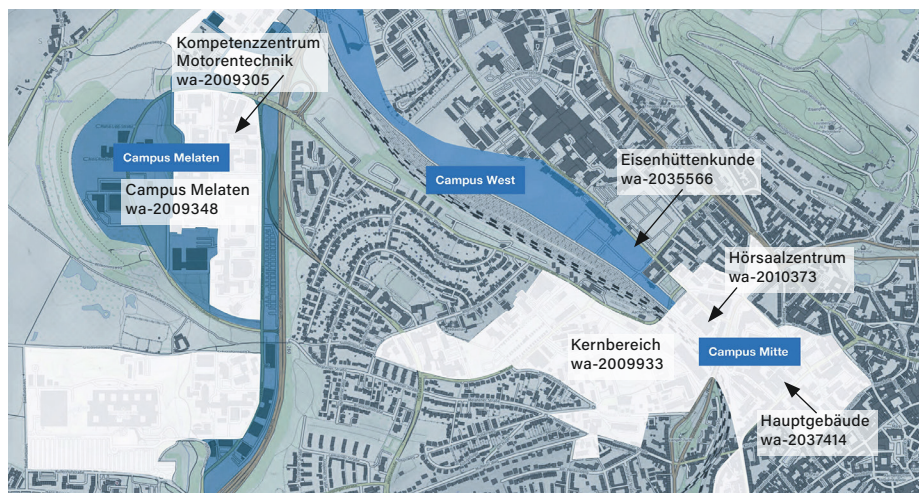 Kompetenzzentrum
Motorentechnik
wa-2009305
Campus Melaten
Campus Melaten
wa-2009348
Campus West
Eisenhüttenkunde
wa-2035566
Hörsaalzentrum
wa-2010373
Kernbereich
wa-2009933
Campus Mitte
Hauptgebäude
wa-2037414